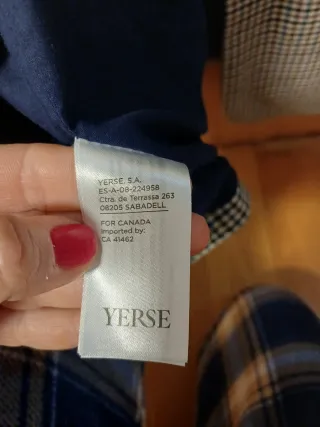 YERSE, S.A.
ES-A-08-224958
Ctra. de Terrassa 263
08205 SABADELL
FOR CANADA
Imported by:
CA 41462
YERSE